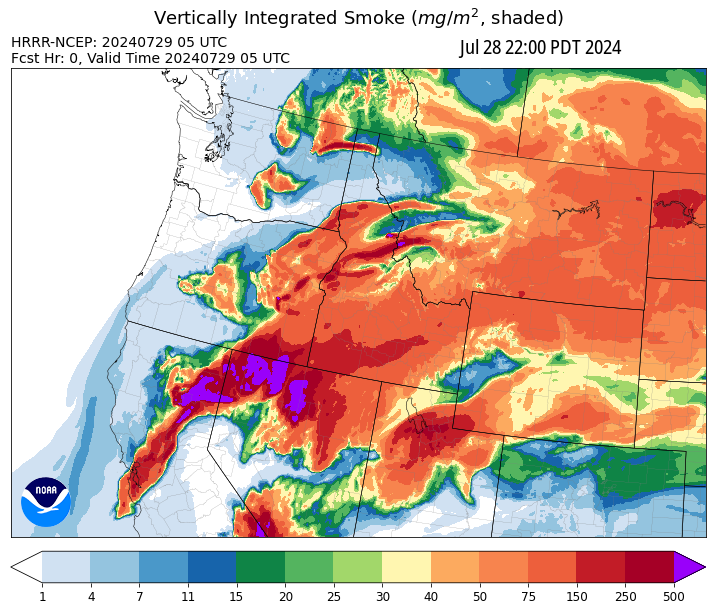 Vertically Integrated Smoke (mg/m², shaded)
HRRR-NCEP: 20240729 05 UTC
Jul 28 22:00 PDT 2024
Fcst Hr: 0, Valid Time 20240729 05 UTC
NOAA
1 4 7 11 15 20 25 30 40 50 75 150 250 500